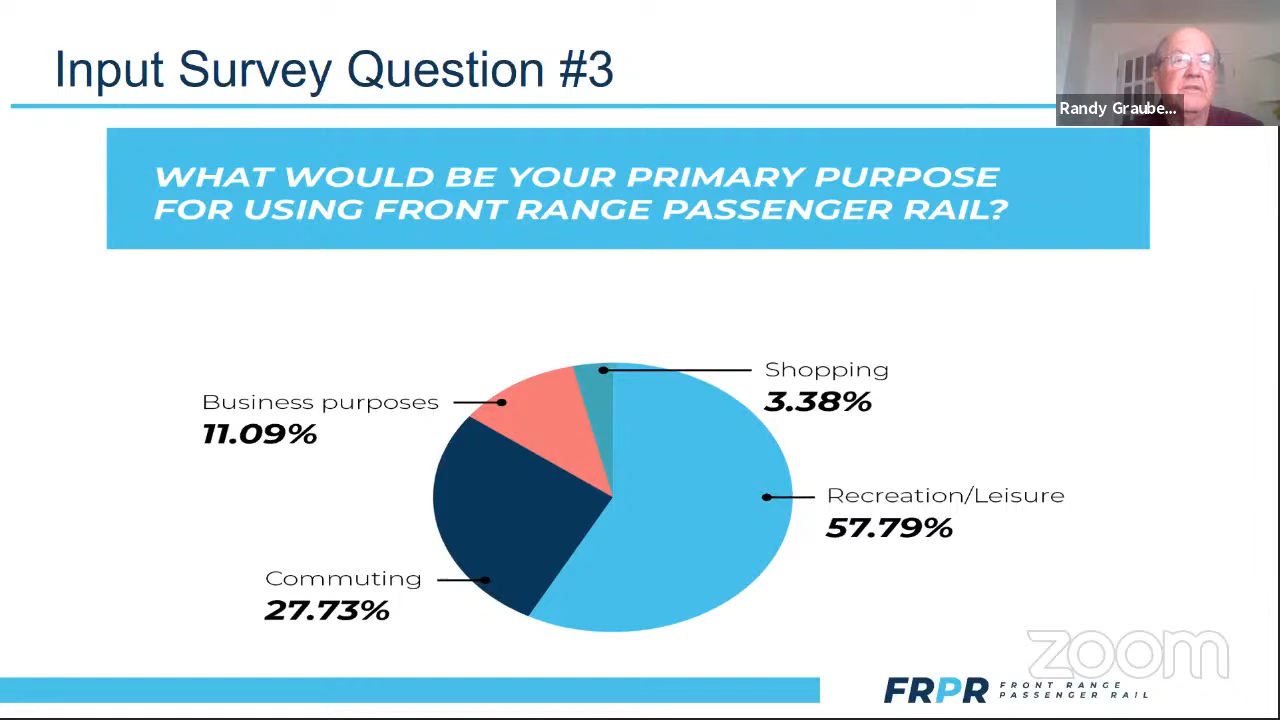 Input Survey Question #3
Randy Graube...
WHAT WOULD BE YOUR PRIMARY PURPOSE
FOR USING FRONT RANGE PASSENGER RAIL?
Shopping
3.38%
Business purposes
11.09%
Recreation/Leisure
57.79%
Commuting
27.73%
zoom
FRPR
FRONT RANGE
PASSENGER RAIL